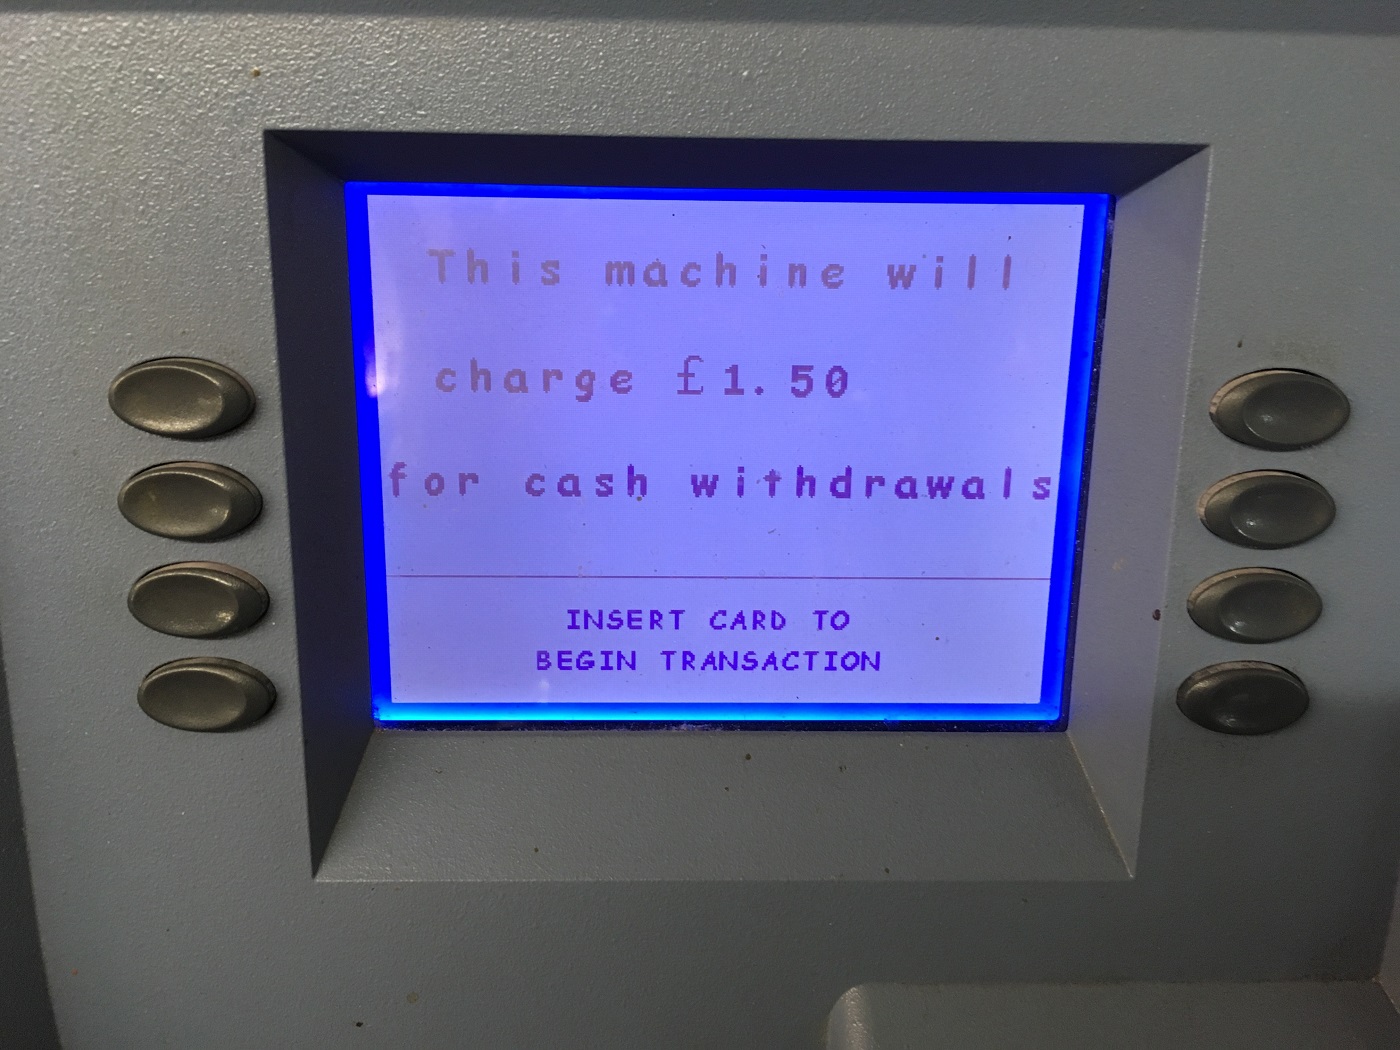 This machine will
charge £1.50
for cash withdrawals
INSERT CARD TO
BEGIN TRANSACTION